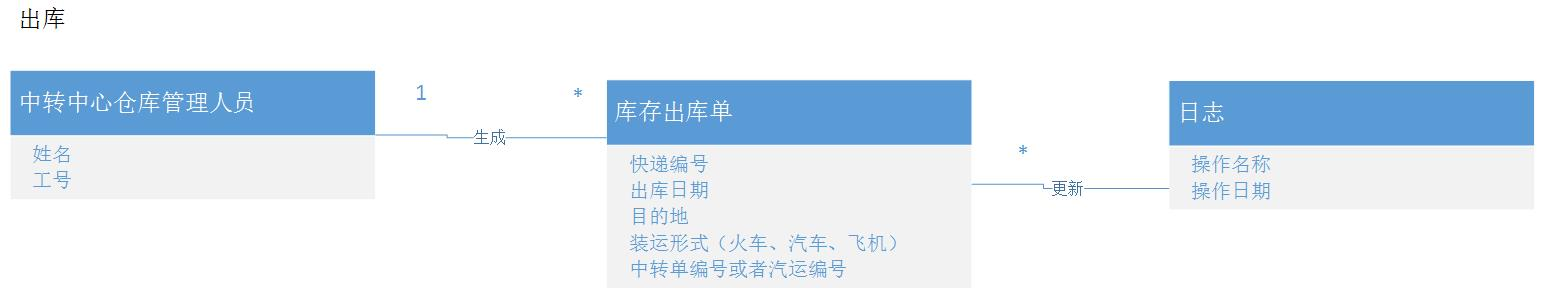 出库
中转中心仓库管理人员
姓名
工号
1
*
生成
库存出库单
快递编号
出库日期
目的地
装运形式（火车、汽车、飞机）
中转单编号或者汽运编号
*
更新
日志
操作名称
操作日期